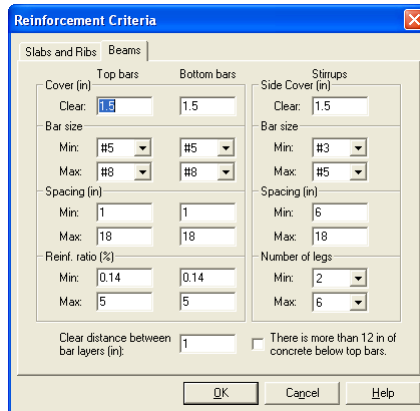 Reinforcement Criteria
Slabs and Ribs Beams
Top bars Bottom bars Stirrups
Cover (in) Side Cover (in)
Clear: 1.5 1.5 Clear: 1.5
Bar size Bar size
Min: #5 #5 Min: #3
Max: #8 #8 Max: #5
Spacing (in) Spacing (in)
Min: 1 1 Min: 6
Max: 18 18 Max: 18
Reinf. ratio (%) Number of legs
Min: 0.14 0.14 Min: 2
Max: 5 5 Max: 6
Clear distance between bar layers (in): 1 There is more than 12 in of concrete below top bars.
OK Cancel Help